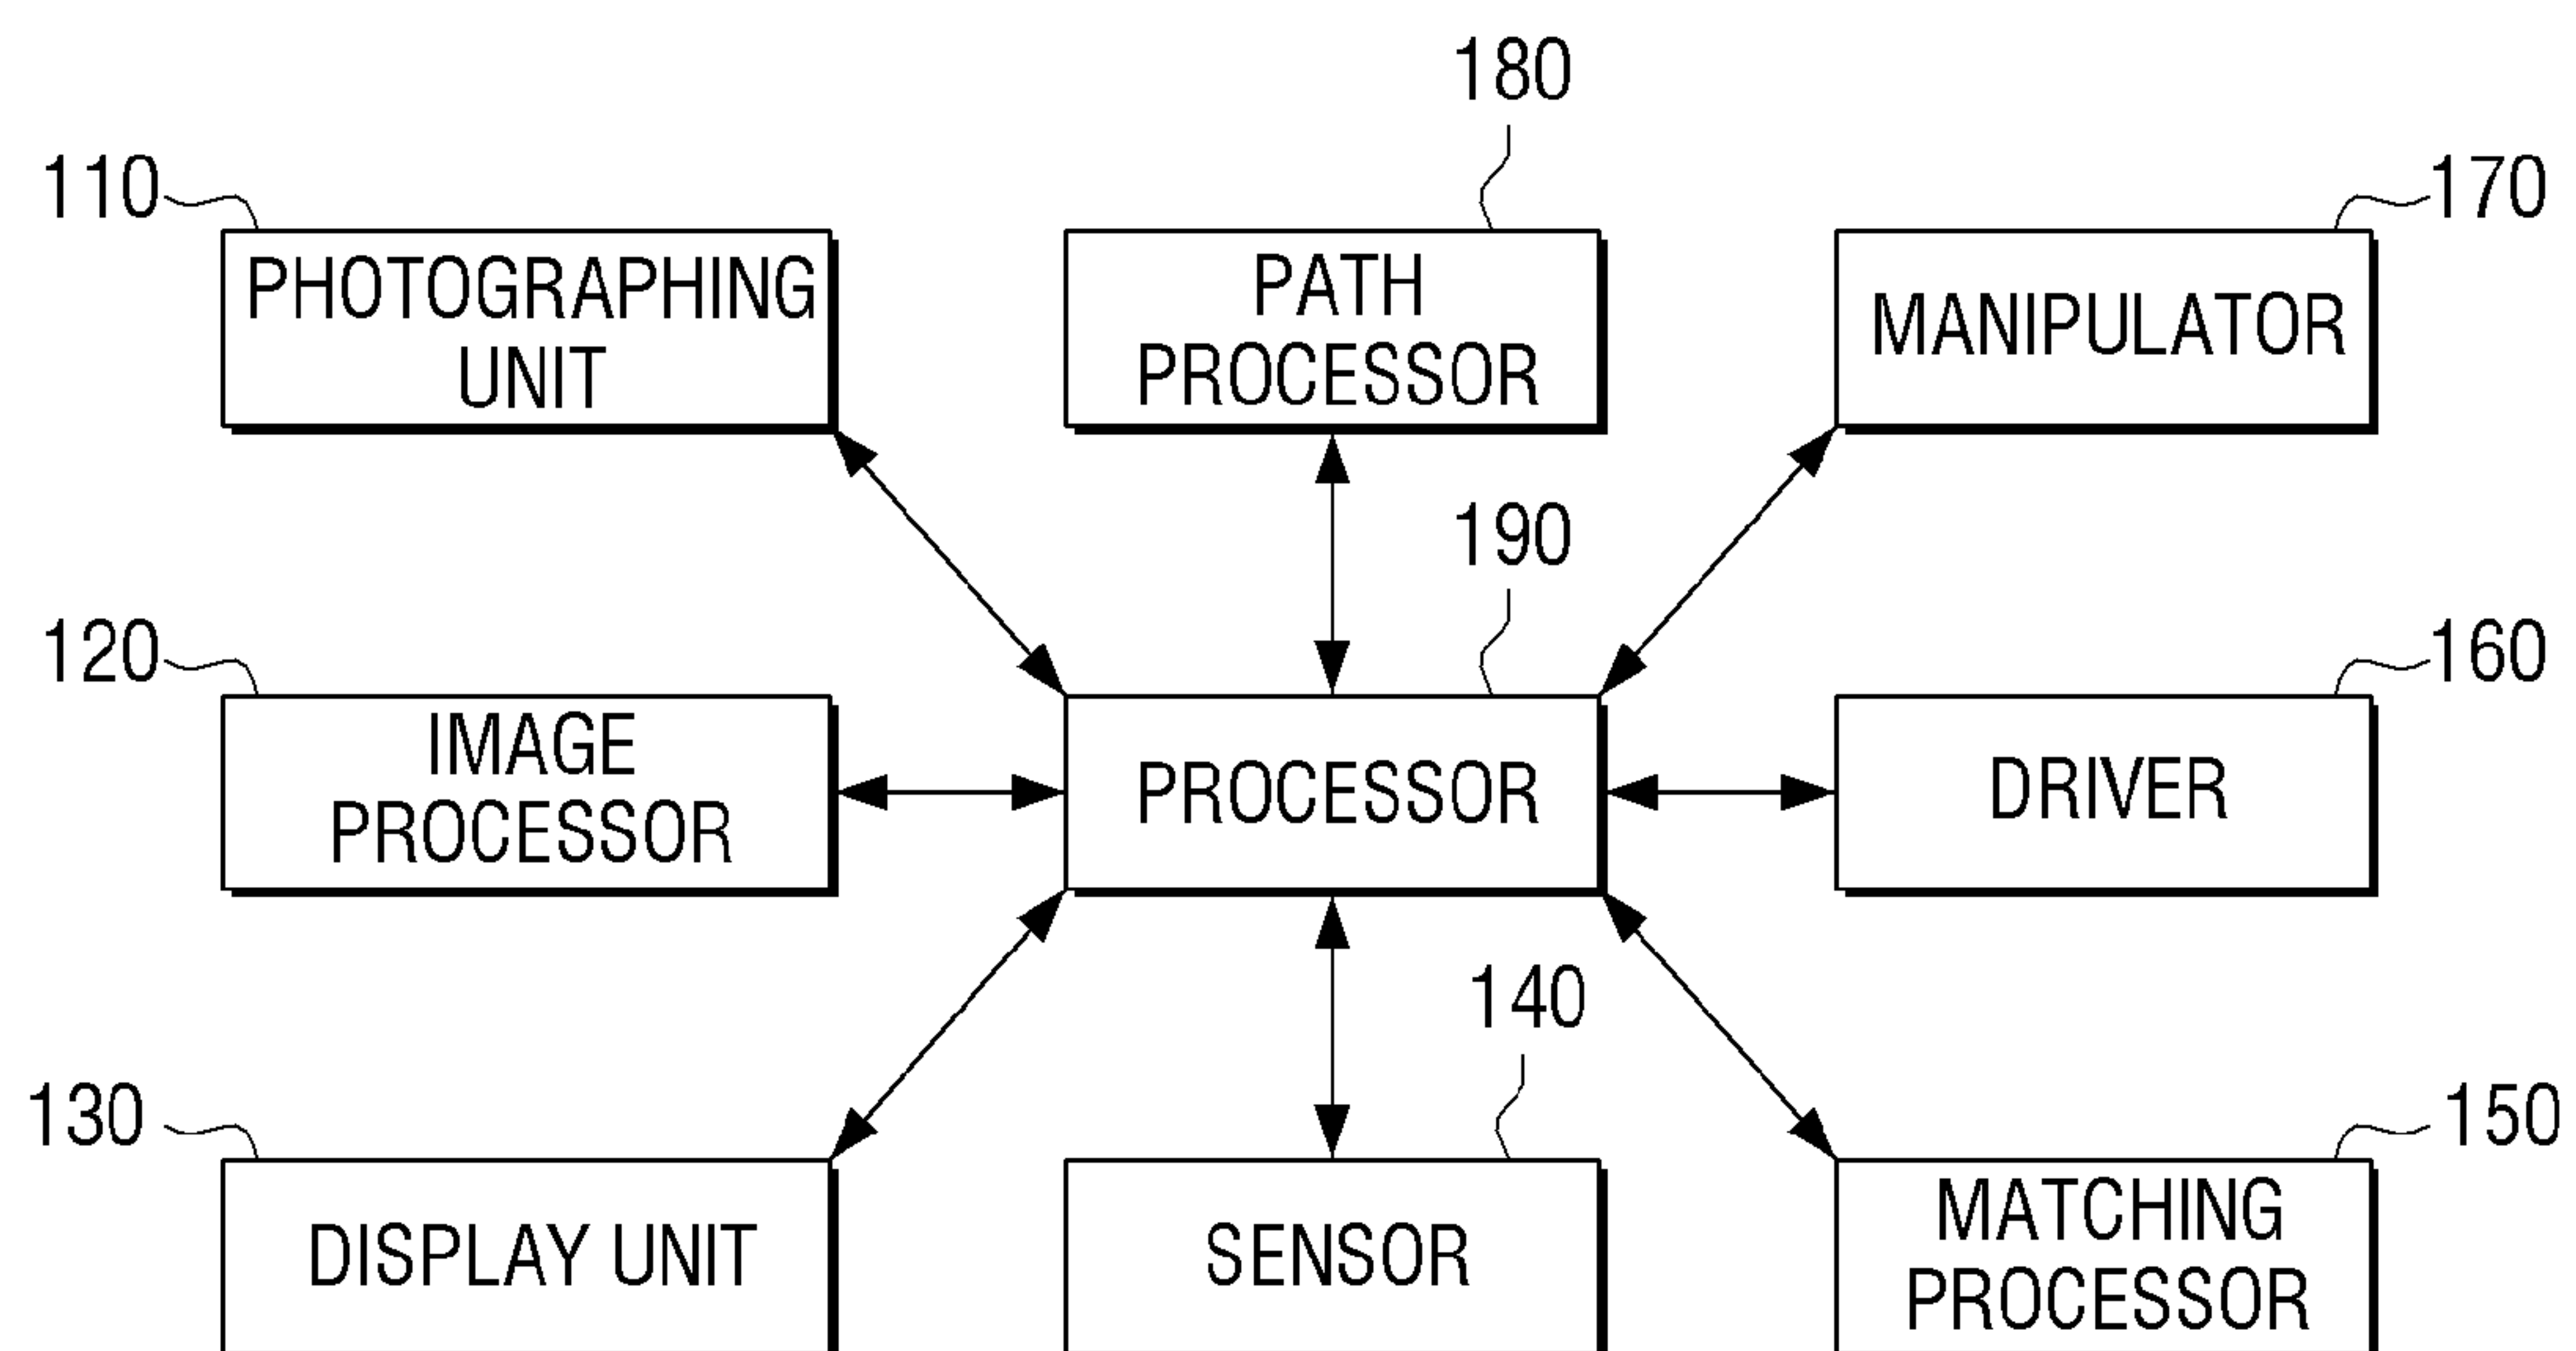 180
110
170
PHOTOGRAPHING
UNIT
PATH
PROCESSOR
MANIPULATOR
190
120
160
IMAGE
PROCESSOR
PROCESSOR
DRIVER
140
130
150
DISPLAY UNIT
SENSOR
MATCHING
PROCESSOR